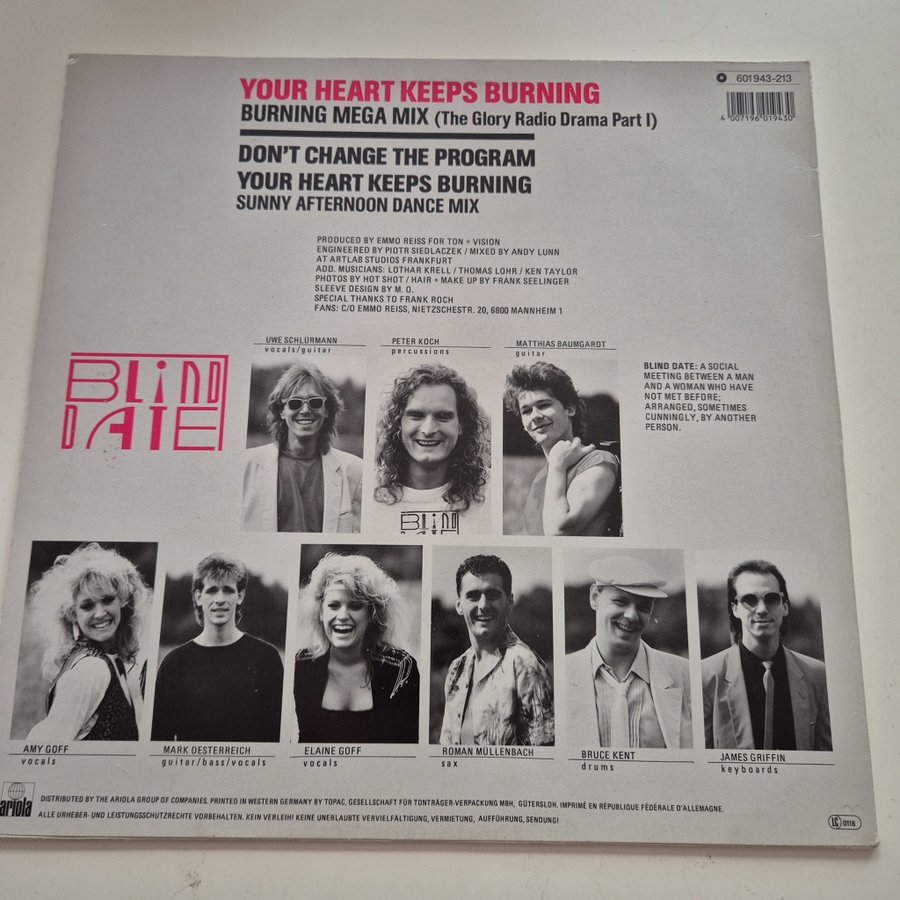 YOUR HEART KEEPS BURNING
BURNING MEGA MIX (The Glory Radio Drama Part I)
DON'T CHANGE THE PROGRAM
YOUR HEART KEEPS BURNING
SUNNY AFTERNOON DANCE MIX
601943-213
4 007196 019430
PRODUCED BY EMMO REISS FOR TON + VISION
ENGINEERED BY PIOTR SIEDLACZEK / MIXED BY ANDY LUNN
AT ARTLAB STUDIOS FRANKFURT
ADD. MUSICIANS: LOTHAR KRELL / THOMAS LOHR / KEN TAYLOR
PHOTOS BY HOT SHOT / HAIR + MAKE UP BY FRANK SEELINGER
SLEEVE DESIGN BY M. O.
SPECIAL THANKS TO FRANK ROCH
FANS: C/O EMMO REISS, NIETZSCHESTR. 20, 6800 MANNHEIM 1
UWE SCHLÜRMANN
vocals/guitar
PETER KOCH
percussions
MATTHIAS BAUMGARDT
guitar
BLIND
DATE
BLIND DATE: A SOCIAL
MEETING BETWEEN A MAN
AND A WOMAN WHO HAVE
NOT MET BEFORE;
ARRANGED, SOMETIMES
CUNNINGLY, BY ANOTHER
PERSON.
BLIND
DATE
AMY GOFF
vocals
MARK OESTERREICH
guitar/bass/vocals
ELAINE GOFF
vocals
ROMAN MÜLLENBACH
sax
BRUCE KENT
drums
JAMES GRIFFIN
keyboards
ariola
DISTRIBUTED BY THE ARIOLA GROUP OF COMPANIES. PRINTED IN WESTERN GERMANY BY TOPAC, GESELLSCHAFT FÜR TONTRÄGER-VERPACKUNG MBH, GÜTERSLOH. IMPRIMÉ EN RÉPUBLIQUE FÉDÉRALE D'ALLEMAGNE.
ALLE URHEBER- UND LEISTUNGSSCHUTZRECHTE VORBEHALTEN. KEIN VERLEIH! KEINE UNERLAUBTE VERVIELFÄLTIGUNG, VERMIETUNG, AUFFÜHRUNG, SENDUNG!
LC 0116